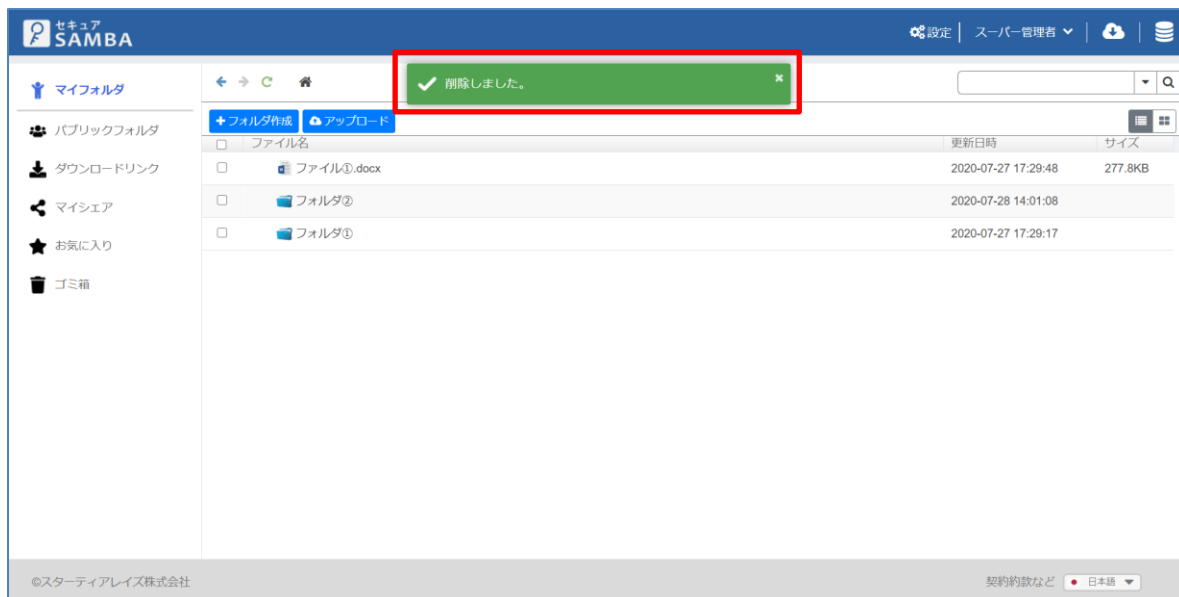 セキュア
SAMBA
設定
スーパー管理者
マイフォルダ
削除しました。
パブリックフォルダ
フォルダ作成
アップロード
ファイル名
更新日時
サイズ
ダウンロードリンク
ファイル①.docx
2020-07-27 17:29:48
277.8KB
マイシェア
フォルダ②
2020-07-28 14:01:08
お気に入り
フォルダ①
2020-07-27 17:29:17
ゴミ箱
©スターティアレイズ株式会社
契約約款など
日本語